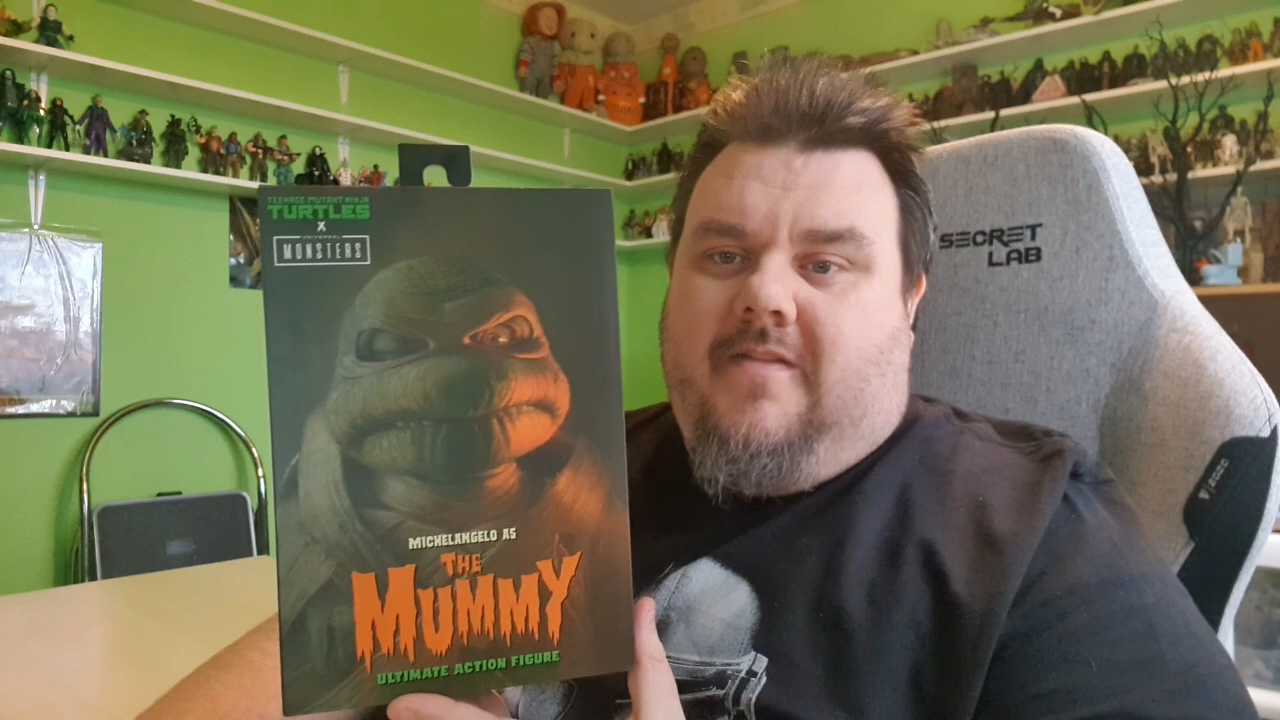 TEENAGE MUTANT NINJA
TURTLES
X
UNIVERSAL
MONSTERS
MICHELANGELO AS
THE
MUMMY
ULTIMATE ACTION FIGURE
SECRET
LAB